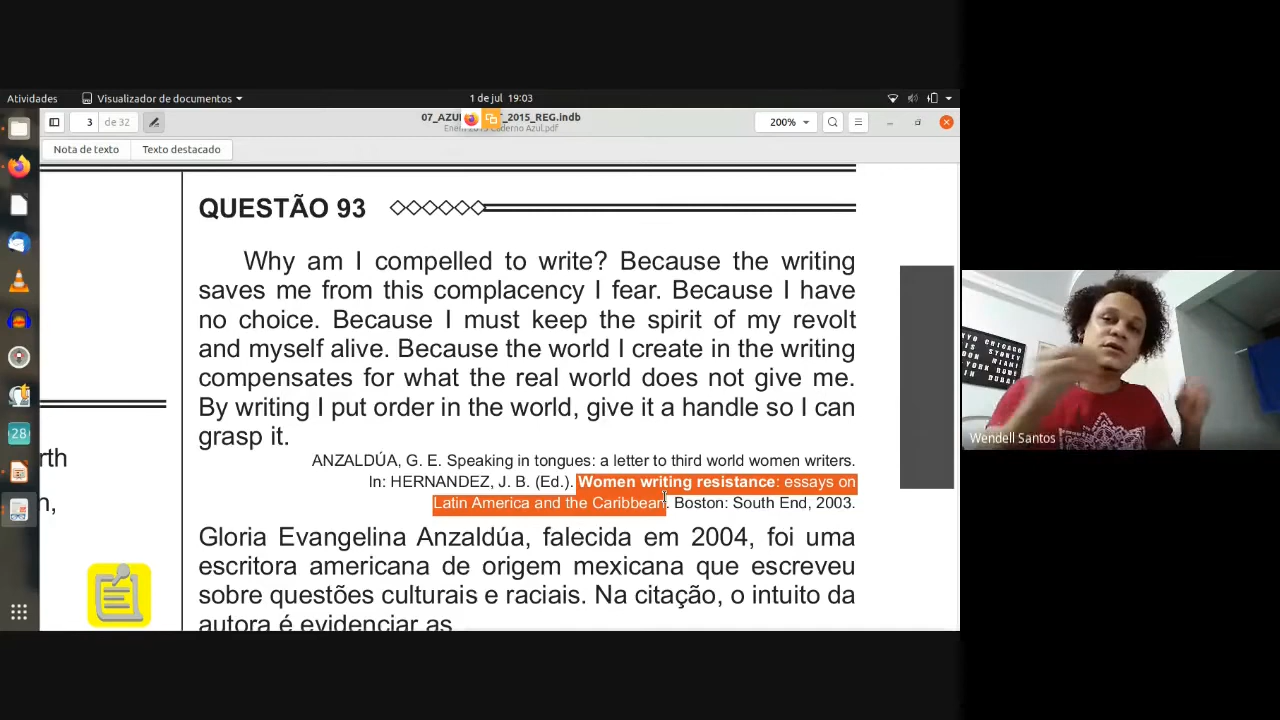 Atividades
Visualizador de documentos
1 de jul 19:03
3
de 32
_2015_REG.indb
Caderno Azul.pdf
200%
Nota de texto
Texto destacado
QUESTÃO 93
Why am I compelled to write? Because the writing
saves me from this complacency I fear. Because I have
no choice. Because I must keep the spirit of my revolt
and myself alive. Because the world I create in the writing
compensates for what the real world does not give me.
By writing I put order in the world, give it a handle so I can
grasp it.
ANZALDÚA, G. E. Speaking in tongues: a letter to third world women writers.
In: HERNANDEZ, J. B. (Ed.). Women writing resistance: essays on
Latin America and the Caribbean. Boston: South End, 2003.
Gloria Evangelina Anzaldúa, falecida em 2004, foi uma
escritora americana de origem mexicana que escreveu
sobre questões culturais e raciais. Na citação, o intuito da
autora é evidenciar as
rth
n,
28
Wendell Santos